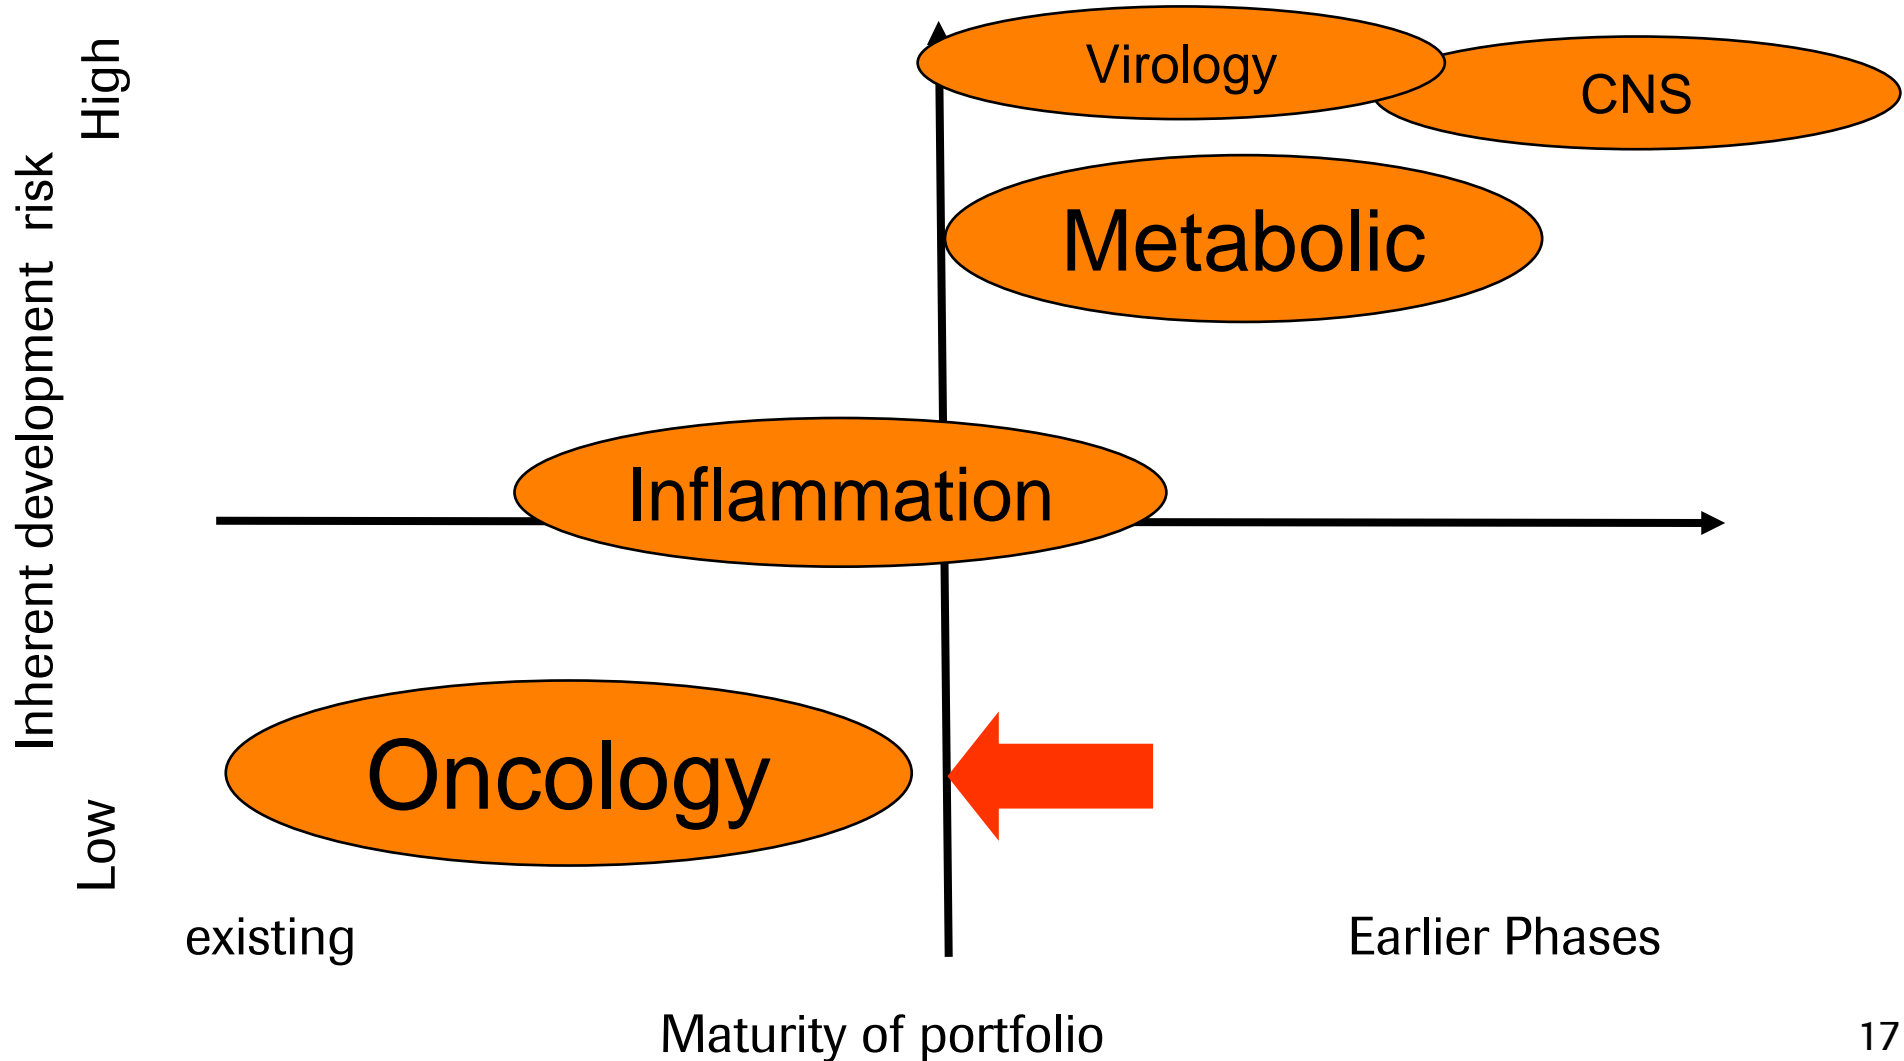 High
Inherent development risk
Low
Virology
CNS
Metabolic
Inflammation
Oncology
existing
Earlier Phases
Maturity of portfolio
17